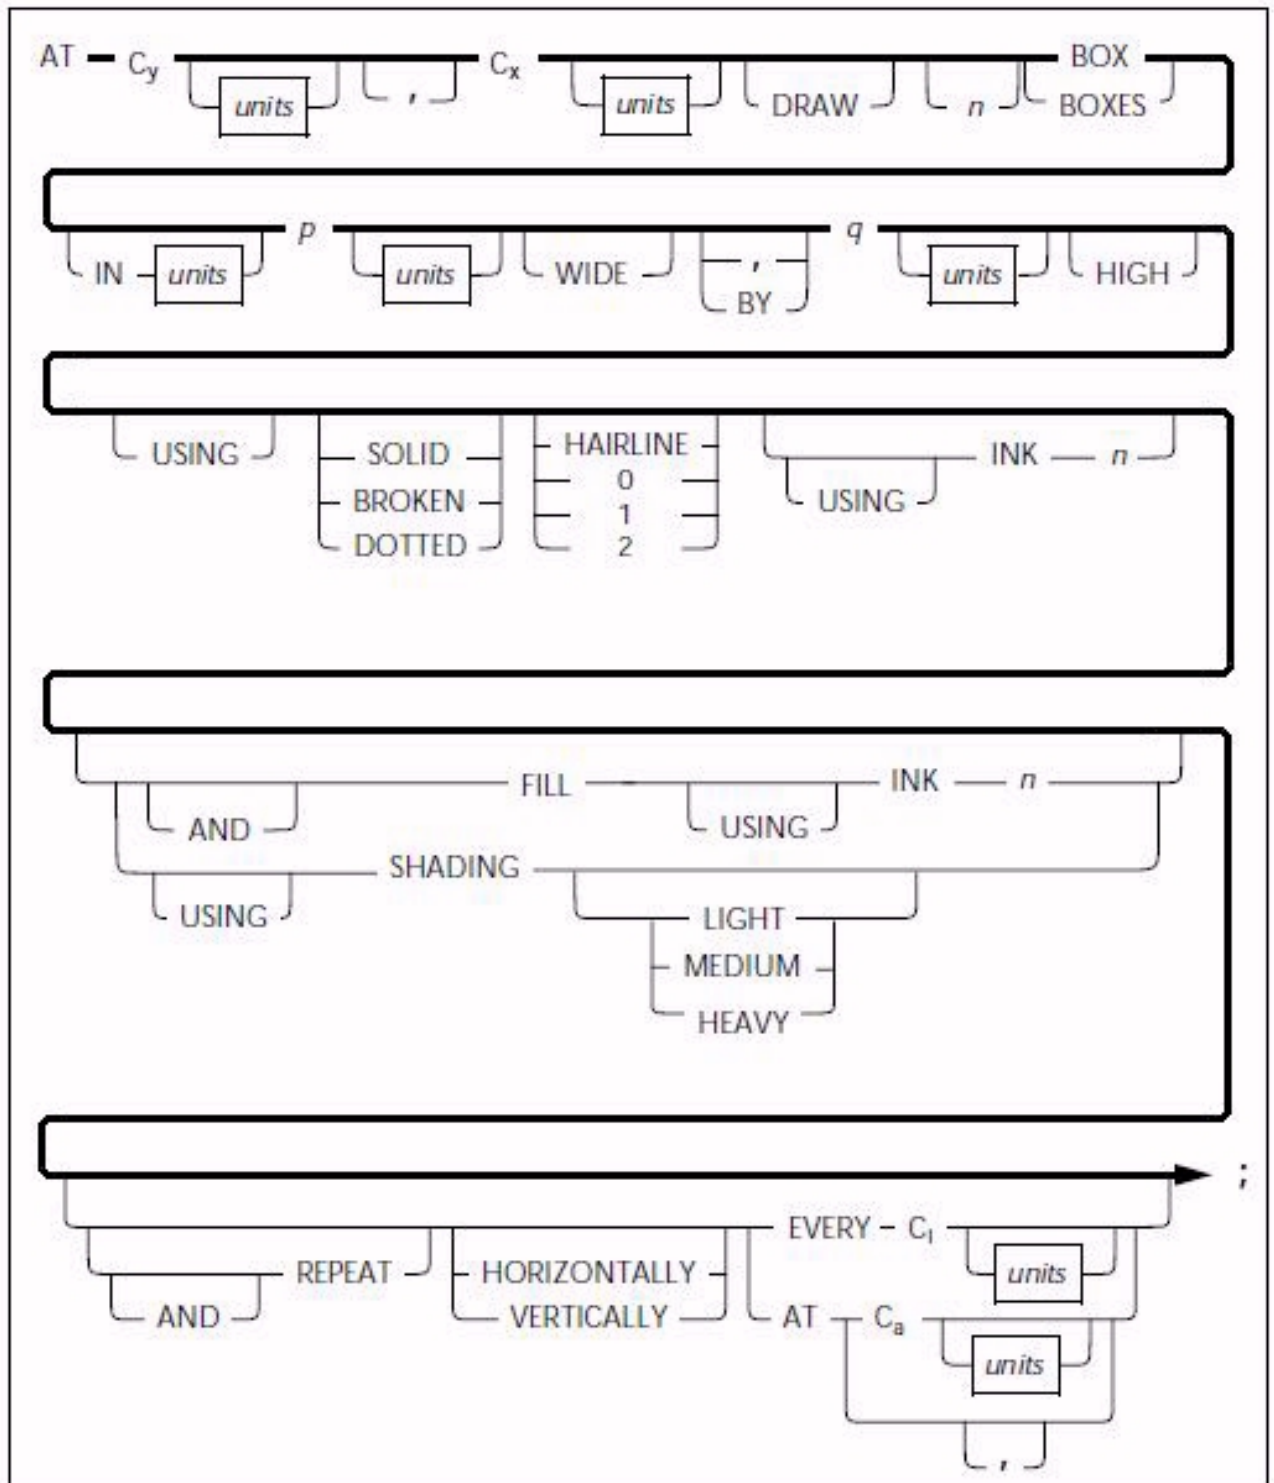 AT Cy Cx BOX
units , units DRAW n BOXES
p q
IN units units WIDE , units HIGH
BY
USING SOLID HAIRLINE INK n
BROKEN 0 USING
DOTTED 1
2
FILL INK n
AND USING
SHADING
USING LIGHT
MEDIUM
HEAVY
;
EVERY Cl
REPEAT HORIZONTALLY units
AND VERTICALLY AT Ca
units
,